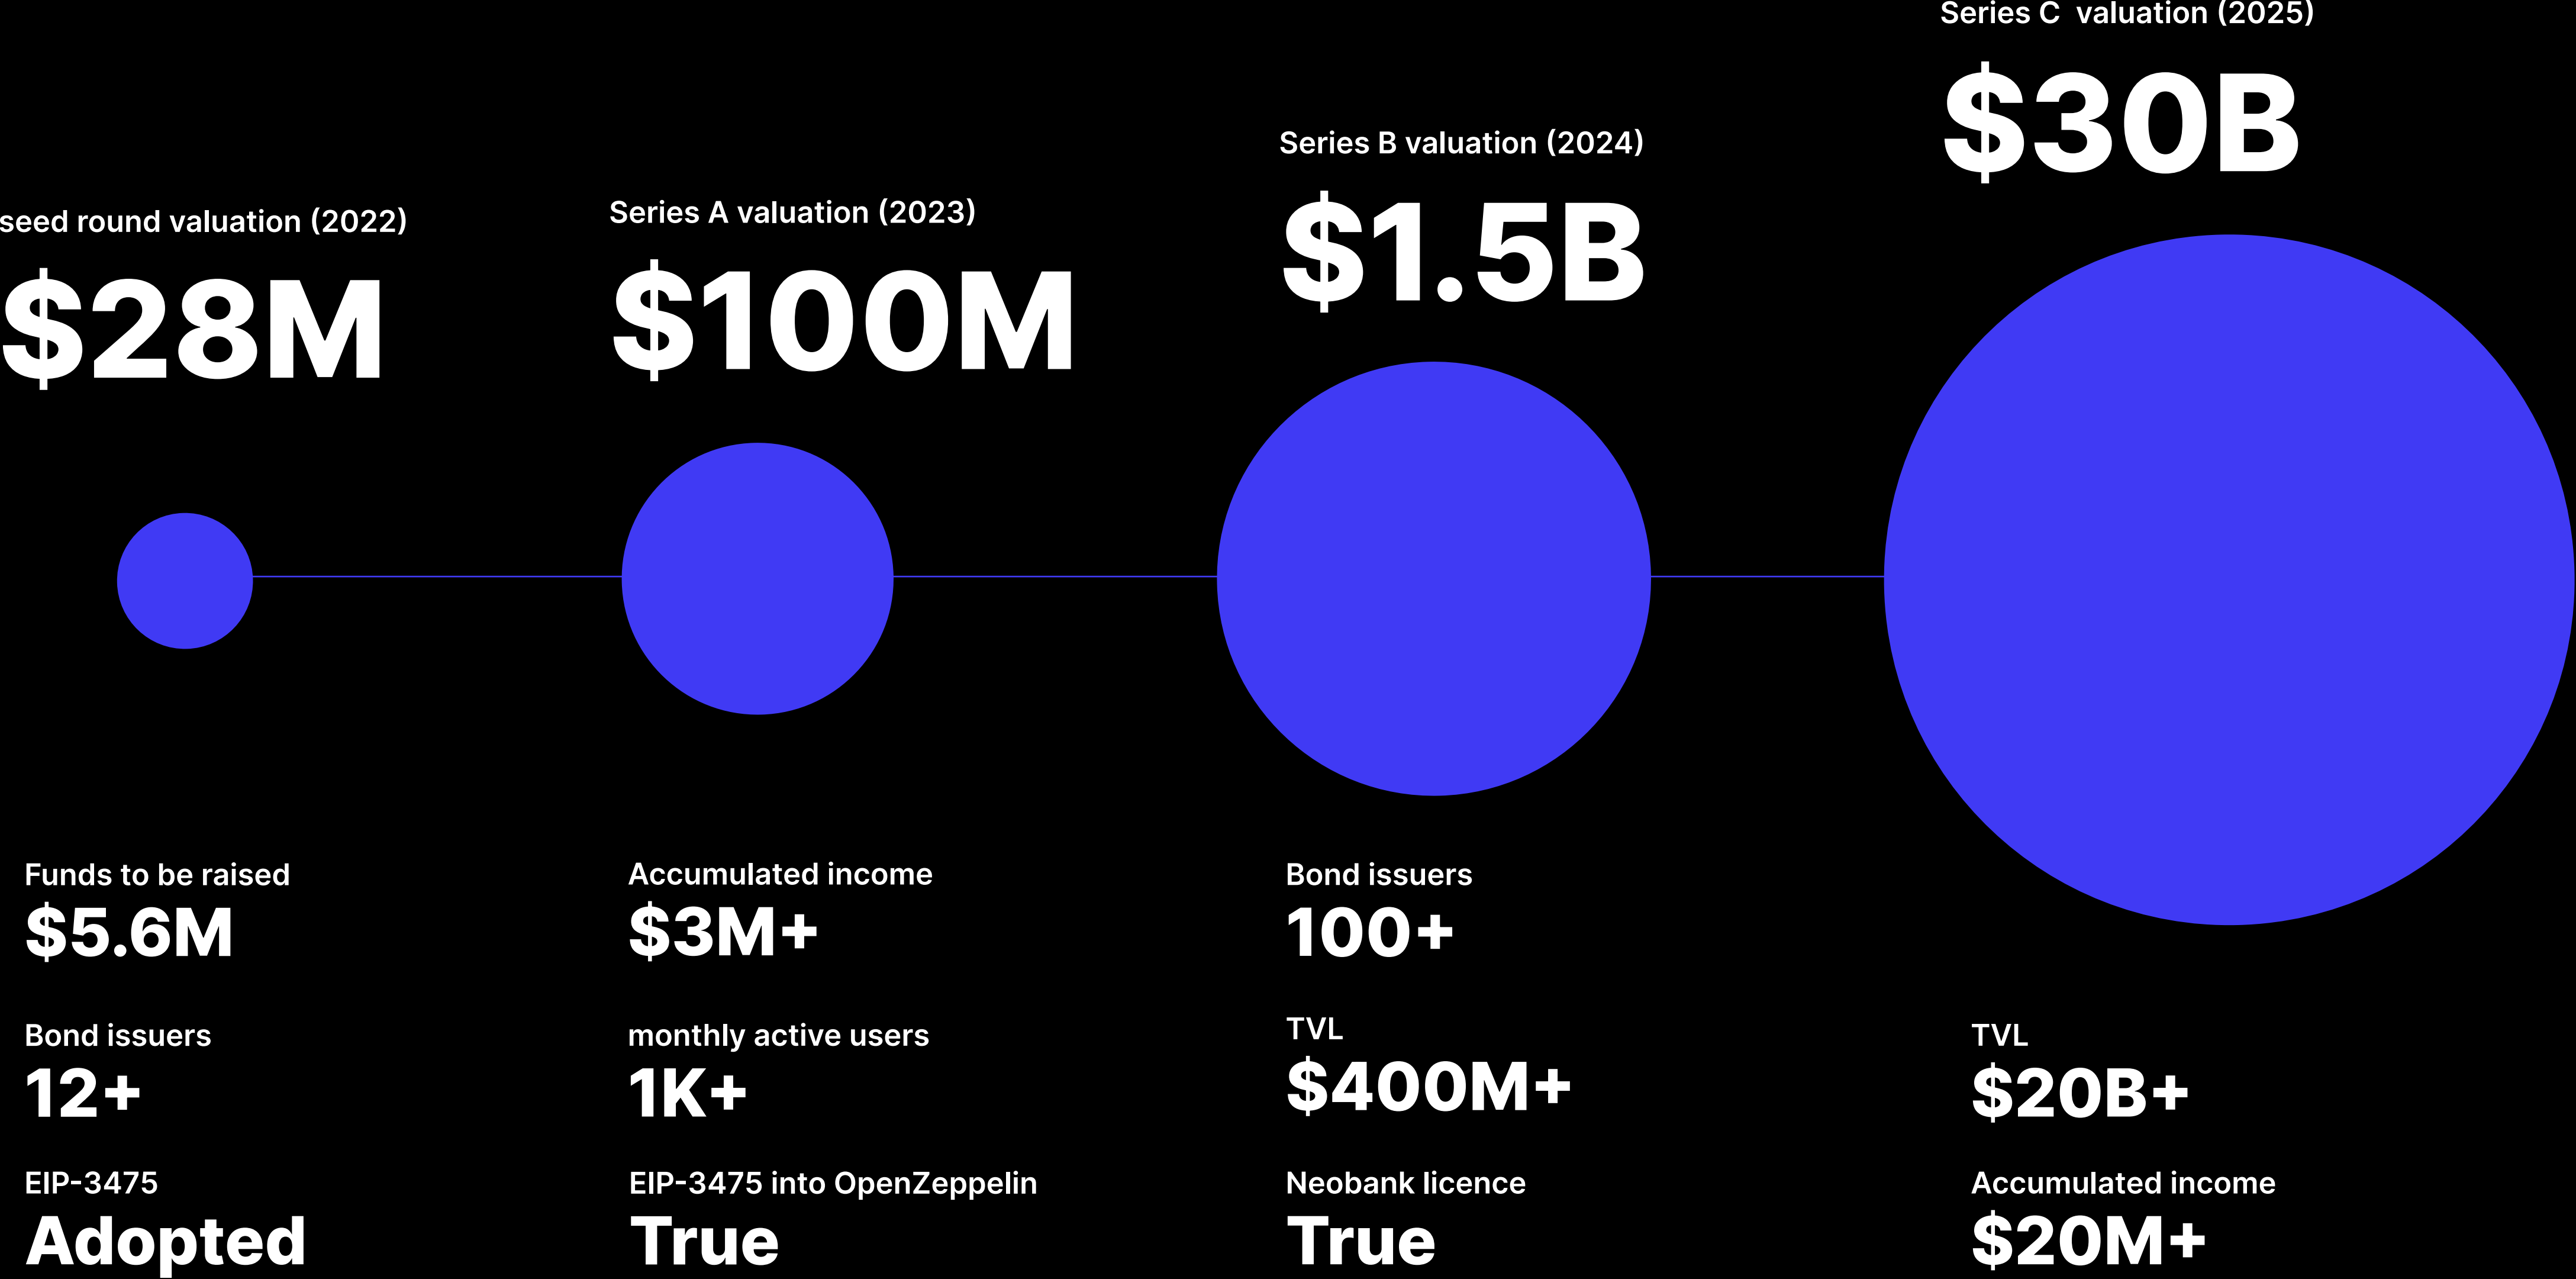 seed round valuation (2022)
$28M
Series A valuation (2023)
$100M
Series B valuation (2024)
$1.5B
Series C  valuation (2025)
$30B
Funds to be raised
$5.6M
Bond issuers
12+
EIP-3475
Adopted
Accumulated income
$3M+
monthly active users
1K+
EIP-3475 into OpenZeppelin
True
Bond issuers
100+
TVL
$400M+
Neobank licence
True
TVL
$20B+
Accumulated income
$20M+